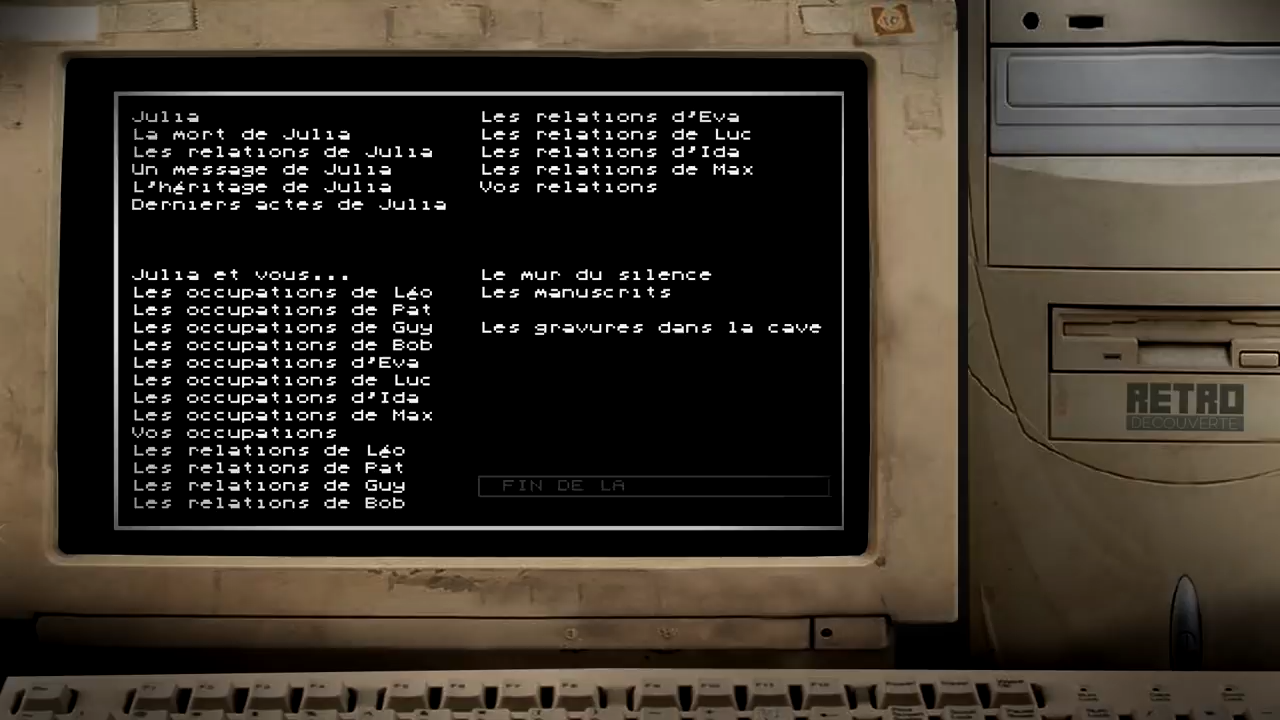 Julia
La mort de Julia
Les relations de Julia
Un message de Julia
L'héritage de Julia
Derniers actes de Julia
Les relations d'Eva
Les relations de Luc
Les relations d'Ida
Les relations de Max
Vos relations
Julia et vous...
Les occupations de Léo
Les occupations de Pat
Les occupations de Guy
Les occupations de Bob
Les occupations d'Eva
Les occupations de Luc
Les occupations d'Ida
Les occupations de Max
Vos occupations
Les relations de Léo
Les relations de Pat
Les relations de Guy
Les relations de Bob
Le mur du silence
Les manuscrits
Les gravures dans la cave
FIN DE LA
RETRO
DECOUVERTE